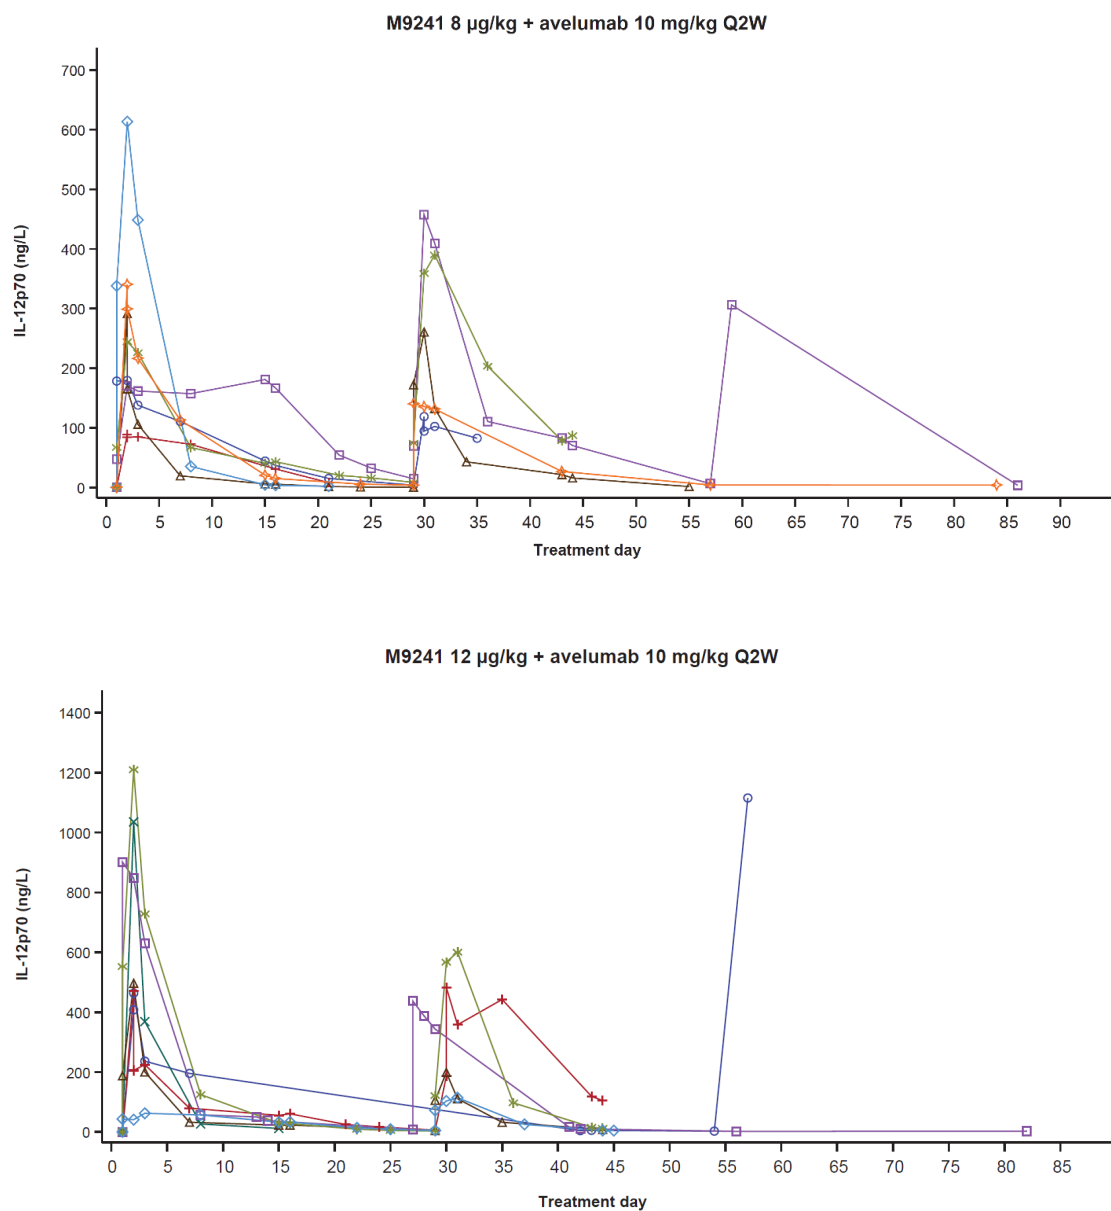 M9241 8 µg/kg + avelumab 10 mg/kg Q2W
700
600
500
400
300
200
100
0
IL-12p70 (ng/L)
0 5 10 15 20 25 30 35 40 45 50 55 60 65 70 75 80 85 90
Treatment day
M9241 12 µg/kg + avelumab 10 mg/kg Q2W
1400
1200
1000
800
600
400
200
0
IL-12p70 (ng/L)
0 5 10 15 20 25 30 35 40 45 50 55 60 65 70 75 80 85
Treatment day